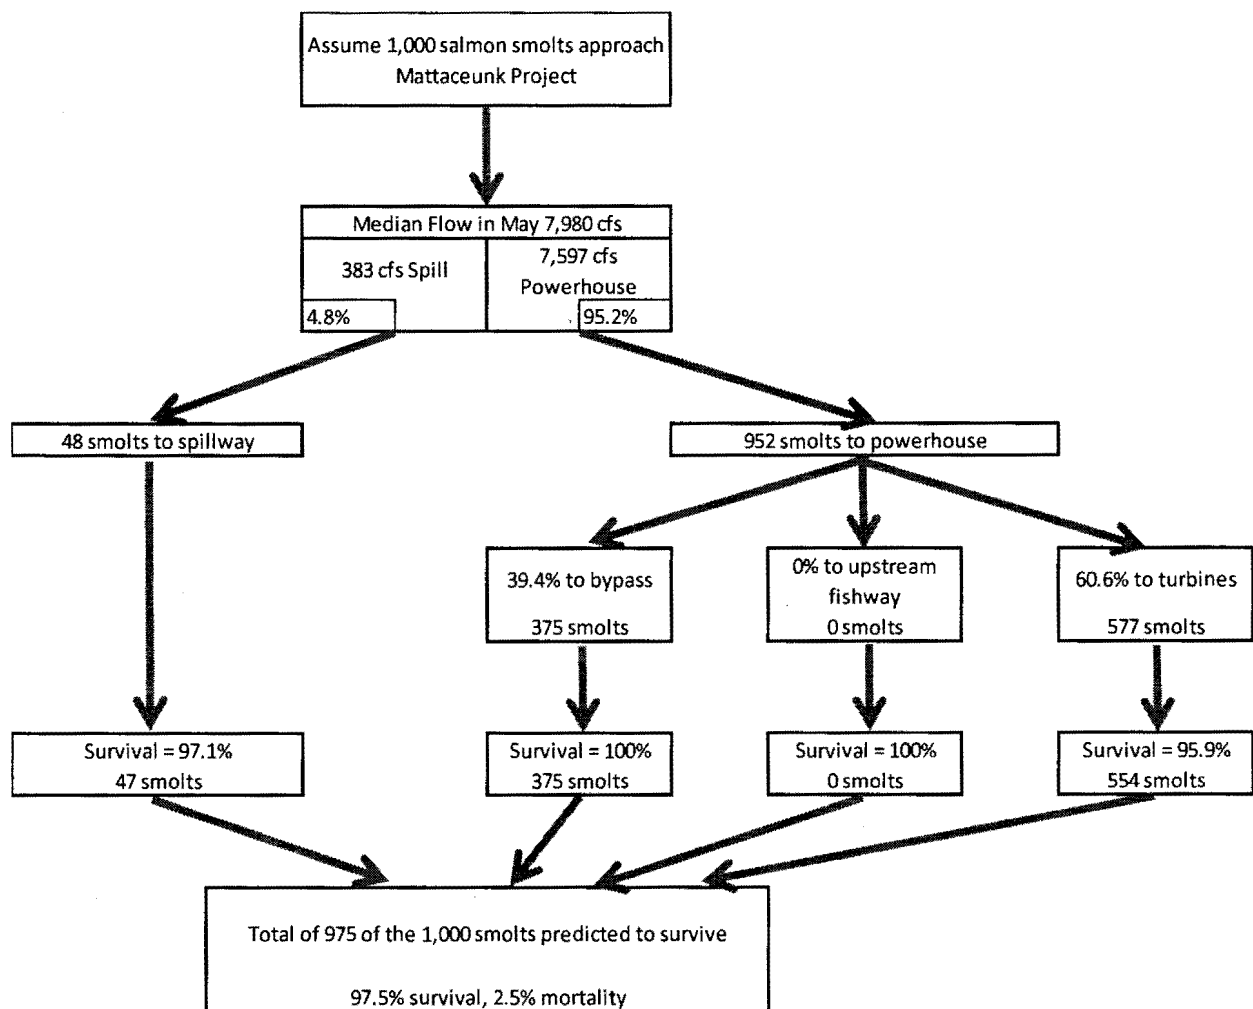 Assume 1,000 salmon smolts approach
Mattaceunk Project
Median Flow in May 7,980 cfs
383 cfs Spill
7,597 cfs
Powerhouse
4.8%
95.2%
48 smolts to spillway
952 smolts to powerhouse
39.4% to bypass
375 smolts
0% to upstream
fishway
0 smolts
60.6% to turbines
577 smolts
Survival = 97.1%
47 smolts
Survival = 100%
375 smolts
Survival = 100%
0 smolts
Survival = 95.9%
554 smolts
Total of 975 of the 1,000 smolts predicted to survive
97.5% survival, 2.5% mortality